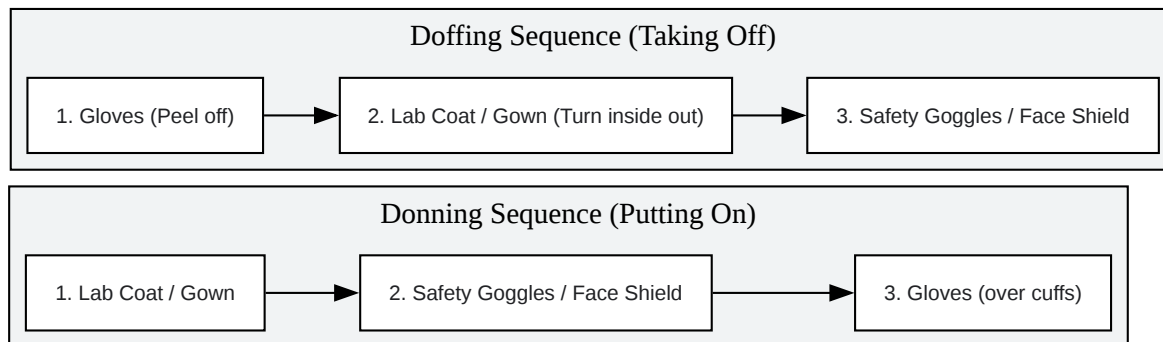 Doffing Sequence (Taking Off)
1. Gloves (Peel off)
2. Lab Coat / Gown (Turn inside out)
3. Safety Goggles / Face Shield
Donning Sequence (Putting On)
1. Lab Coat / Gown
2. Safety Goggles / Face Shield
3. Gloves (over cuffs)